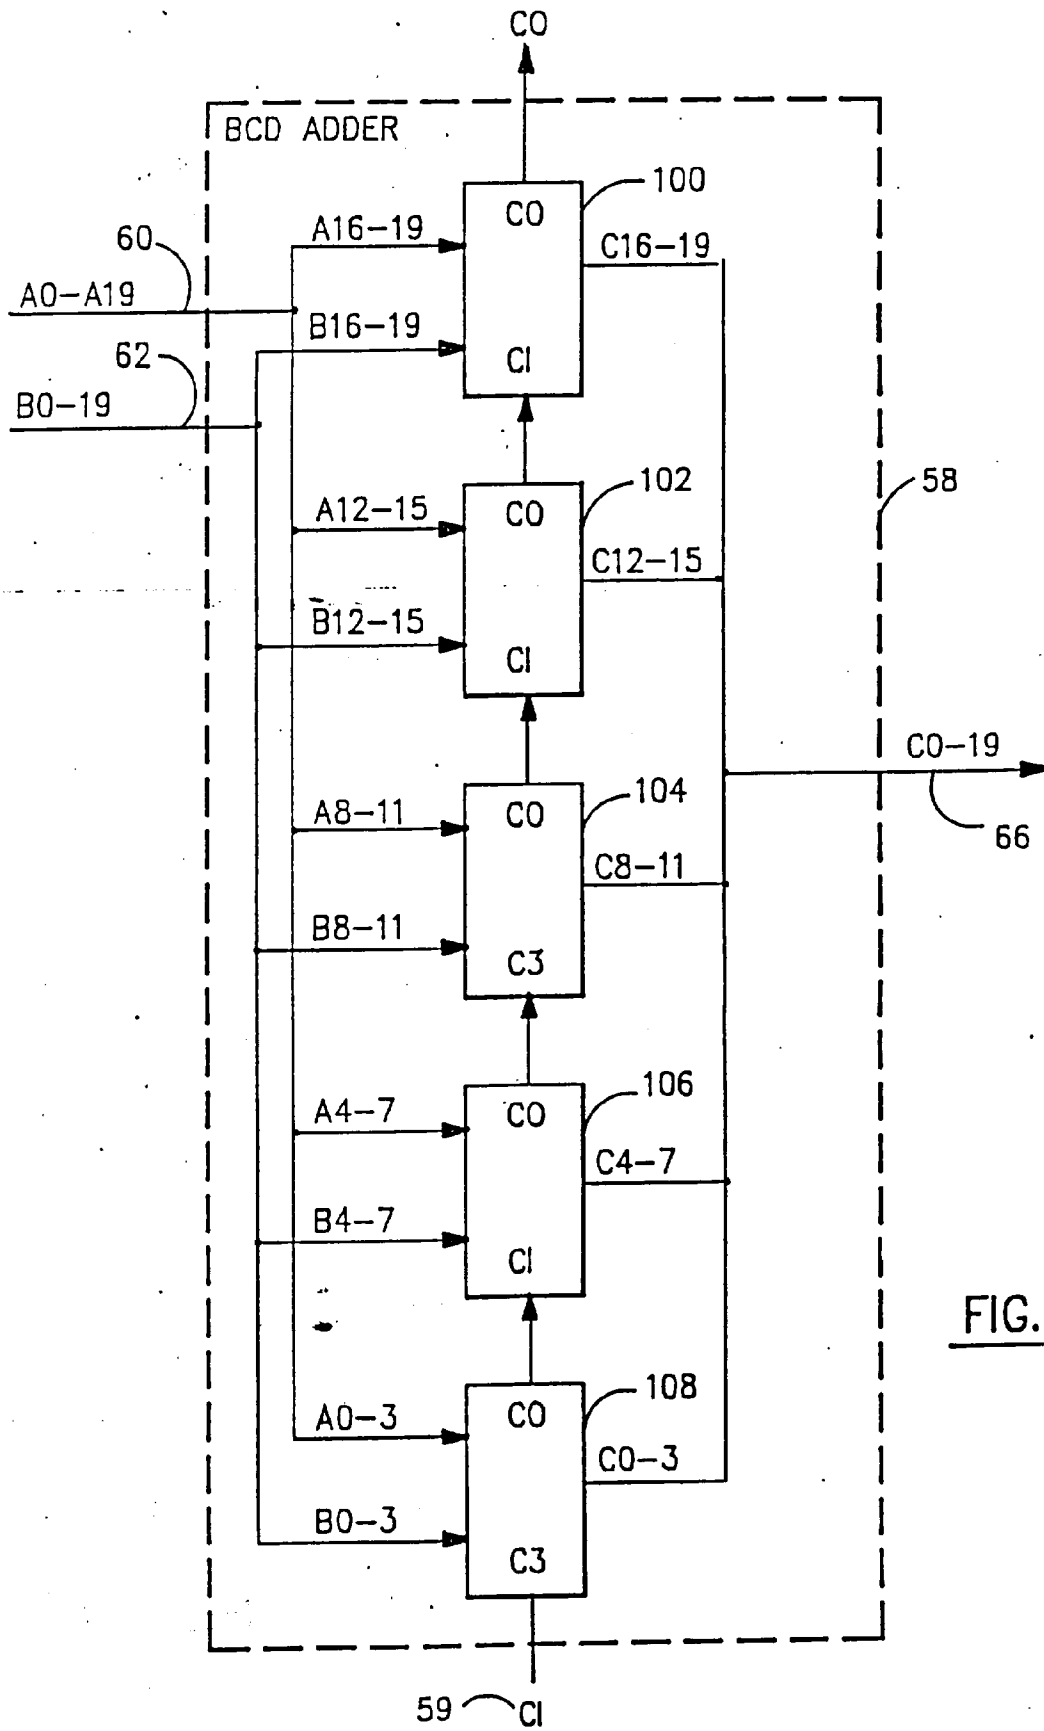 CO
BCD ADDER
100
CO
A16-19
C16-19
60
A0-A19
B16-19
62
CI
B0-19
58
102
A12-15
CO
C12-15
B12-15
CI
C0-19
104
A8-11
CO
66
C8-11
B8-11
C3
106
A4-7
CO
C4-7
B4-7
CI
FIG.
108
A0-3
CO
C0-3
B0-3
C3
59
CI